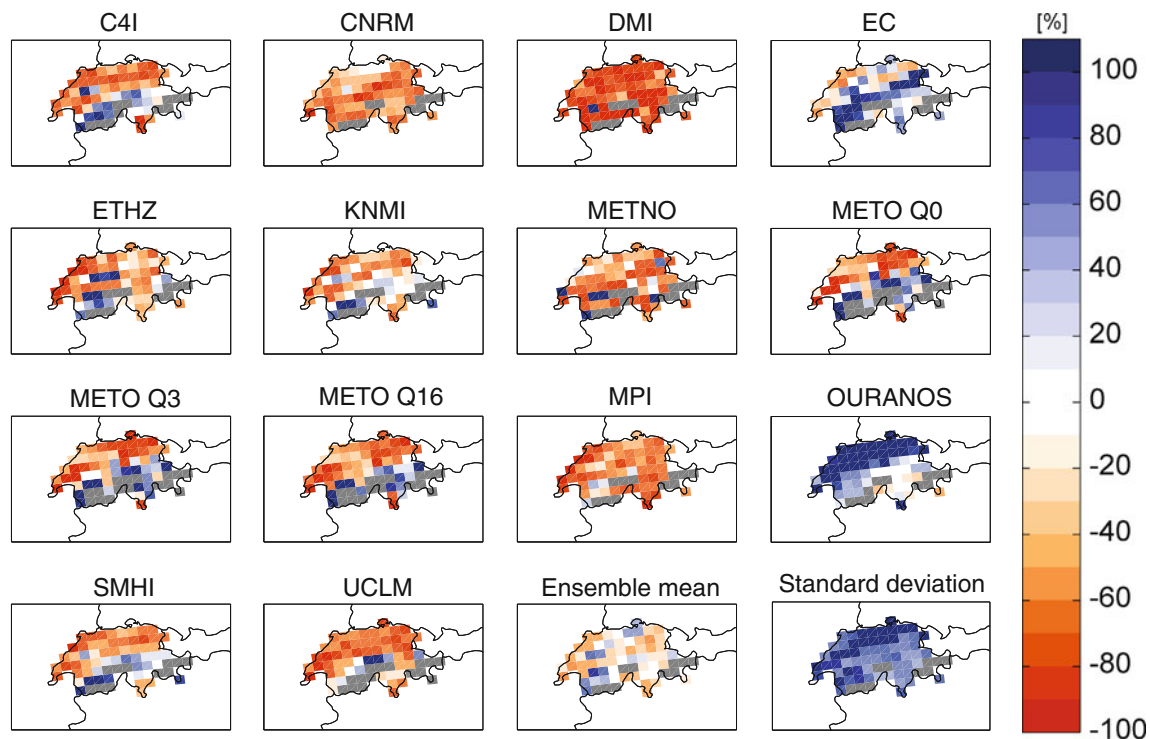 C4I CNRM DMI EC [%]
ETHZ KNMI METNO METO Q0
METO Q3 METO Q16 MPI OURANOS
SMHI UCLM Ensemble mean Standard deviation
100
80
60
40
20
0
-20
-40
-60
-80
-100